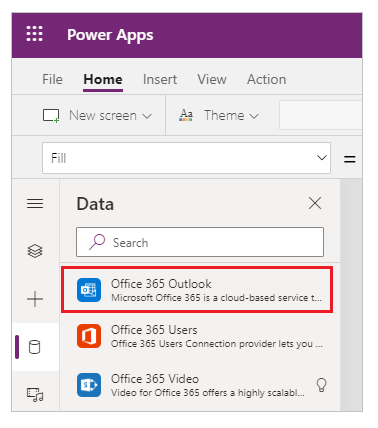 Power Apps
File Home Insert View Action
New screen Theme
Fill =
Data
Search
Office 365 Outlook
Microsoft Office 365 is a cloud-based service t...
Office 365 Users
Office 365 Users Connection provider lets you ...
Office 365 Video
Video for Office 365 offers a highly scalabl...